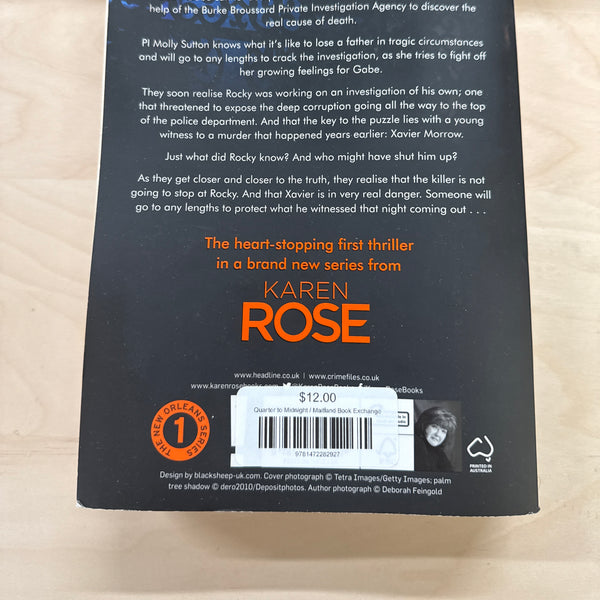 help of the Burke Broussard Private Investigation Agency to discover the
real cause of death.
PI Molly Sutton knows what it's like to lose a father in tragic circumstances
and will go to any lengths to crack the investigation, as she tries to fight off
her growing feelings for Gabe.
They soon realise Rocky was working on an investigation of his own; one
that threatened to expose the deep corruption going all the way to the top
of the police department. And that the key to the puzzle lies with a young
witness to a murder that happened years earlier: Xavier Morrow.
Just what did Rocky know? And who might have shut him up?
As they get closer and closer to the truth, they realise that the killer is not
going to stop at Rocky. And that Xavier is in very real danger. Someone will
go to any lengths to protect what he witnessed that night coming out . . .
The heart-stopping first thriller
in a brand new series from
KAREN
ROSE
www.headline.co.uk | www.crimefiles.co.uk
$12.00
Quarter to Midnight / Maitland Book Exchange
9781472282927
THE NEW ORLEANS SERIES
1
PRINTED IN
AUSTRALIA
Design by blacksheep-uk.com. Cover photograph © Tetra Images/Getty Images; palm
tree shadow © dero2010/Depositphotos. Author photograph © Deborah Feingold